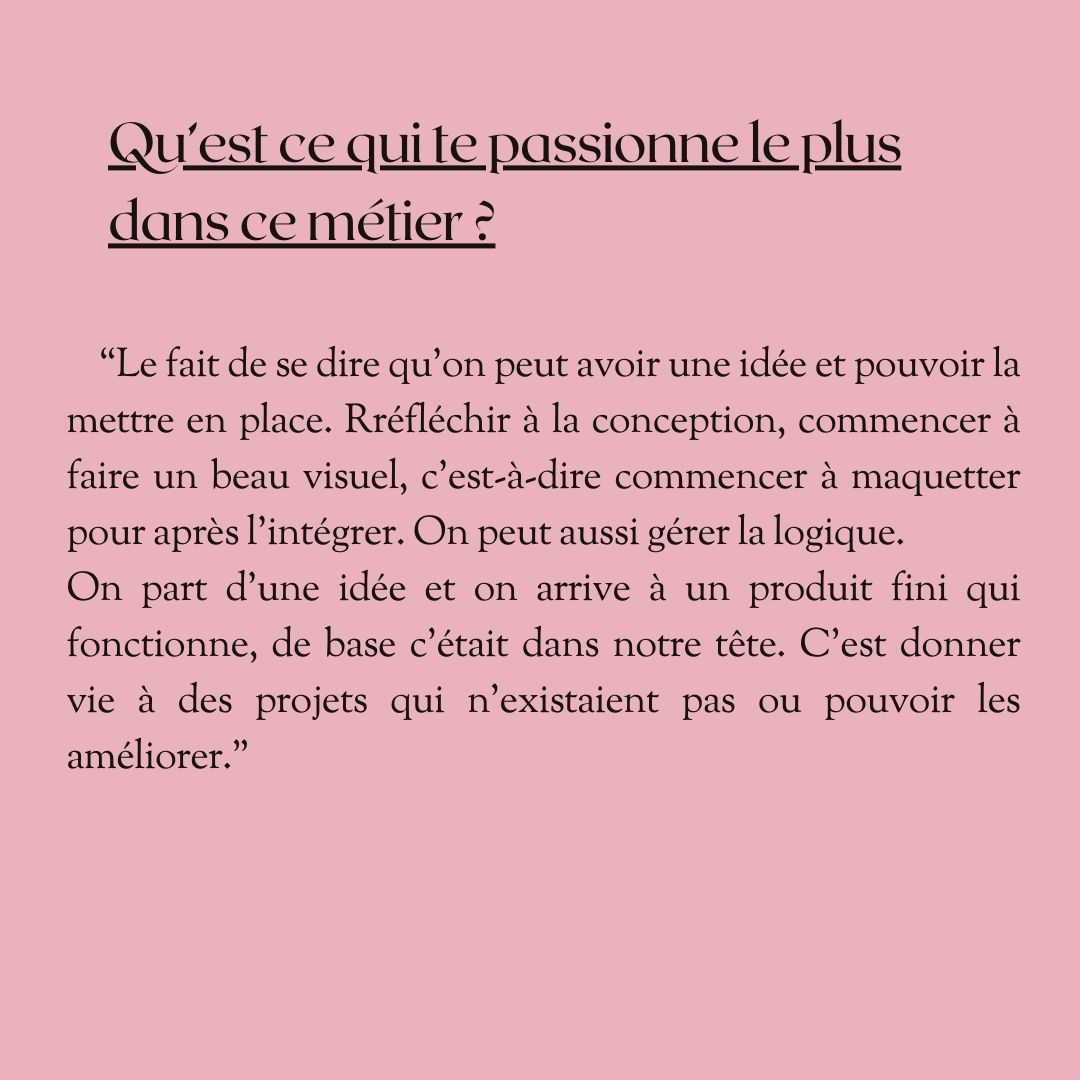 Qu'est ce qui te passionne le plus
dans ce métier ?
“Le fait de se dire qu’on peut avoir une idée et pouvoir la
mettre en place. Rréfléchir à la conception, commencer à
faire un beau visuel, c’est-à-dire commencer à maquetter
pour après l’intégrer. On peut aussi gérer la logique.
On part d’une idée et on arrive à un produit fini qui
fonctionne, de base c’était dans notre tête. C’est donner
vie à des projets qui n’existaient pas ou pouvoir les
améliorer.”